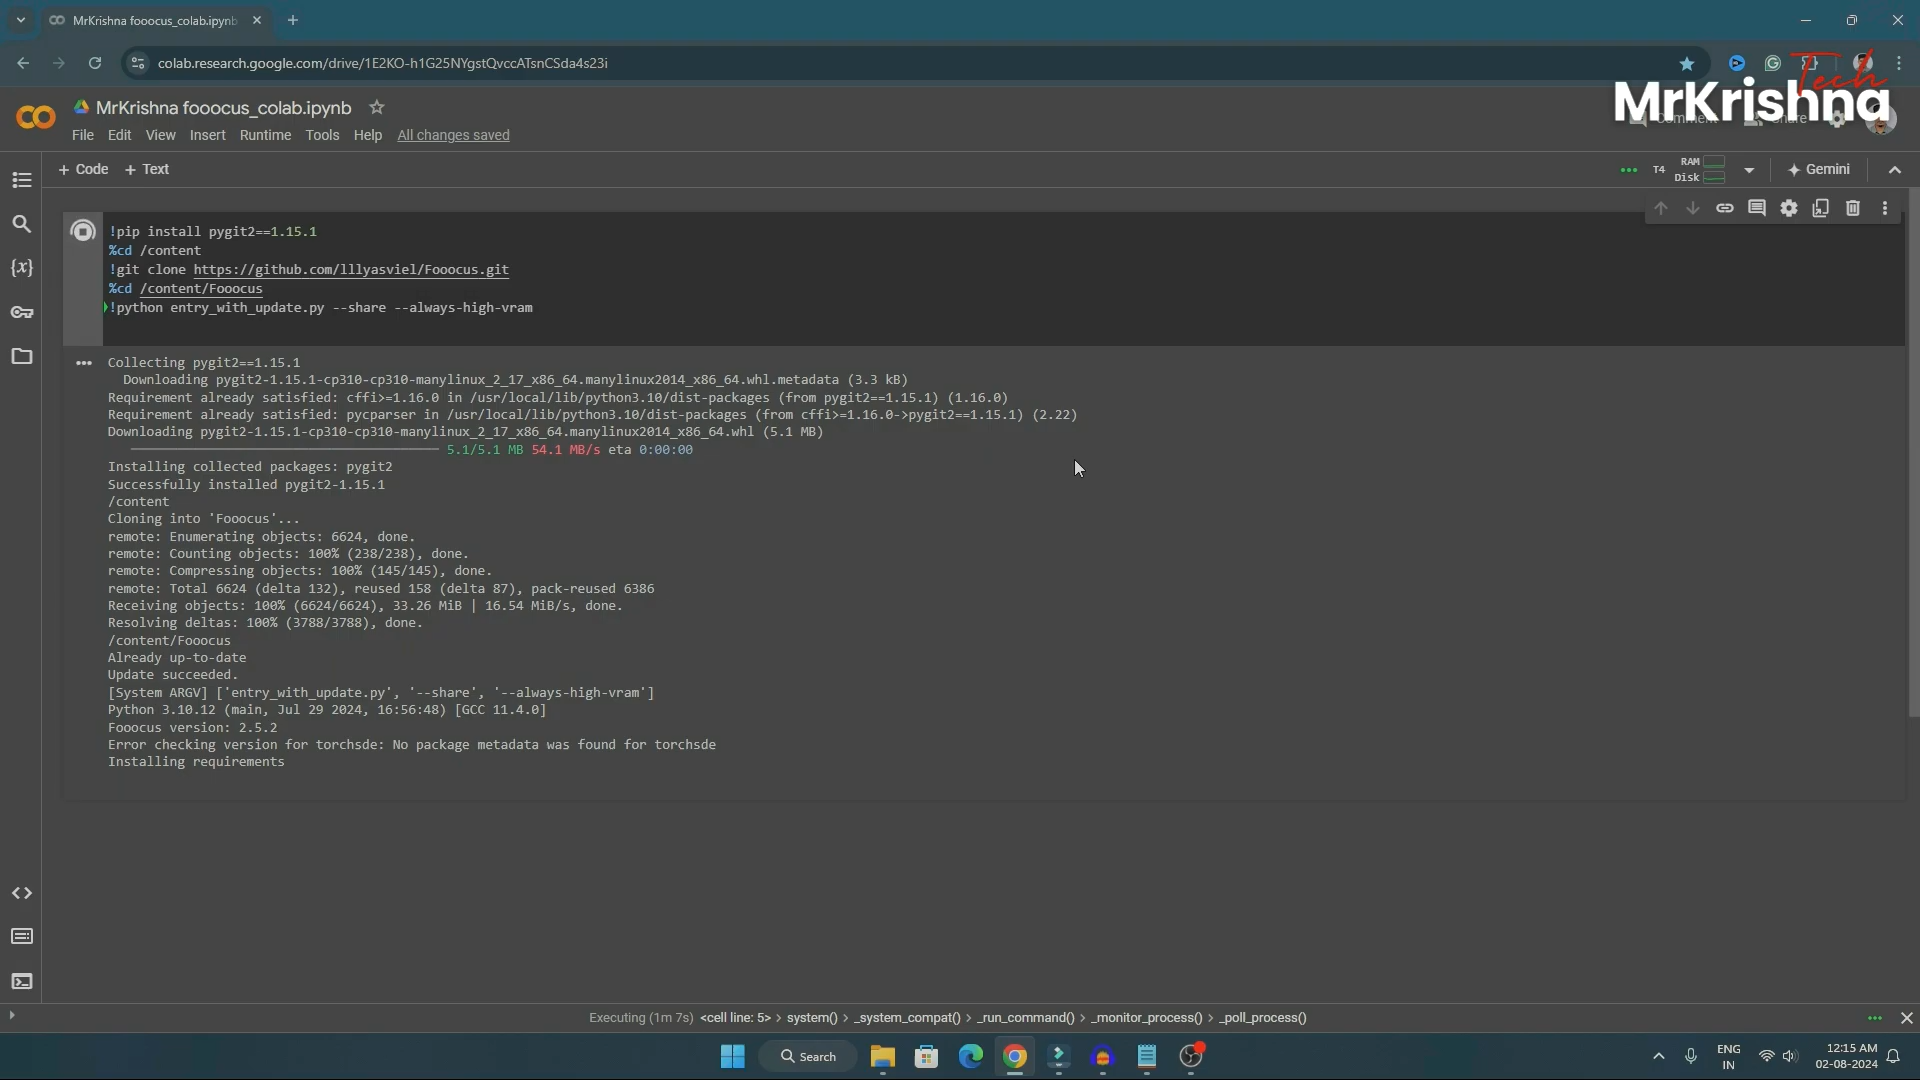 MrKrishna fooocus_colab.ipynb
colab.research.google.com/drive/1E2KO-h1G25NYgstQvccATsnCSda4s23i
Tech
MrKrishna
MrKrishna fooocus_colab.ipynb
File Edit View Insert Runtime Tools Help All changes saved
Comment Share
+ Code + Text
T4 RAM Disk Gemini
!pip install pygit2==1.15.1
%cd /content
!git clone https://github.com/lllyasviel/Fooocus.git
%cd /content/Fooocus
!python entry_with_update.py --share --always-high-vram
Collecting pygit2==1.15.1
Downloading pygit2-1.15.1-cp310-cp310-manylinux_2_17_x86_64.manylinux2014_x86_64.whl.metadata (3.3 kB)
Requirement already satisfied: cffi>=1.16.0 in /usr/local/lib/python3.10/dist-packages (from pygit2==1.15.1) (1.16.0)
Requirement already satisfied: pycparser in /usr/local/lib/python3.10/dist-packages (from cffi>=1.16.0->pygit2==1.15.1) (2.22)
Downloading pygit2-1.15.1-cp310-cp310-manylinux_2_17_x86_64.manylinux2014_x86_64.whl (5.1 MB)
5.1/5.1 MB 54.1 MB/s eta 0:00:00
Installing collected packages: pygit2
Successfully installed pygit2-1.15.1
/content
Cloning into 'Fooocus'...
remote: Enumerating objects: 6624, done.
remote: Counting objects: 100% (238/238), done.
remote: Compressing objects: 100% (145/145), done.
remote: Total 6624 (delta 132), reused 158 (delta 87), pack-reused 6386
Receiving objects: 100% (6624/6624), 33.26 MiB | 16.54 MiB/s, done.
Resolving deltas: 100% (3788/3788), done.
/content/Fooocus
Already up-to-date
Update succeeded.
[System ARGV] ['entry_with_update.py', '--share', '--always-high-vram']
Python 3.10.12 (main, Jul 29 2024, 16:56:48) [GCC 11.4.0]
Fooocus version: 2.5.2
Error checking version for torchsde: No package metadata was found for torchsde
Installing requirements
Executing (1m 7s) <cell line: 5> > system() > _system_compat() > _run_command() > _monitor_process() > _poll_process()
Search
ENG
IN
12:15 AM
02-08-2024